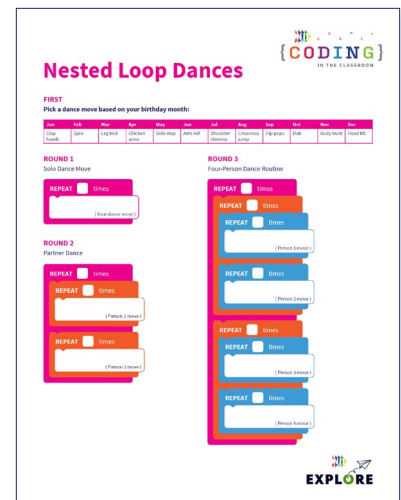 {CODING}
IN THE CLASSROOM
Nested Loop Dances
FIRST
Pick a dance move based on your birthday month:
Jan Feb Mar Apr May Jun Jul Aug Sep Oct Nov Dec
Clap hands Spin Leg kick Chicken arms Side-step Arm roll Shoulder shimmy Crisscross jump Hip pops Dab Body twist Head tilt
ROUND 1
Solo Dance Move
REPEAT times
( Your dance move )
ROUND 2
Partner Dance
REPEAT times
REPEAT times
( Person 1 move )
REPEAT times
( Person 2 move )
ROUND 3
Four-Person Dance Routine
REPEAT times
REPEAT times
REPEAT times
( Person 1 move )
REPEAT times
( Person 2 move )
REPEAT times
REPEAT times
( Person 3 move )
REPEAT times
( Person 4 move )
EXPLORE